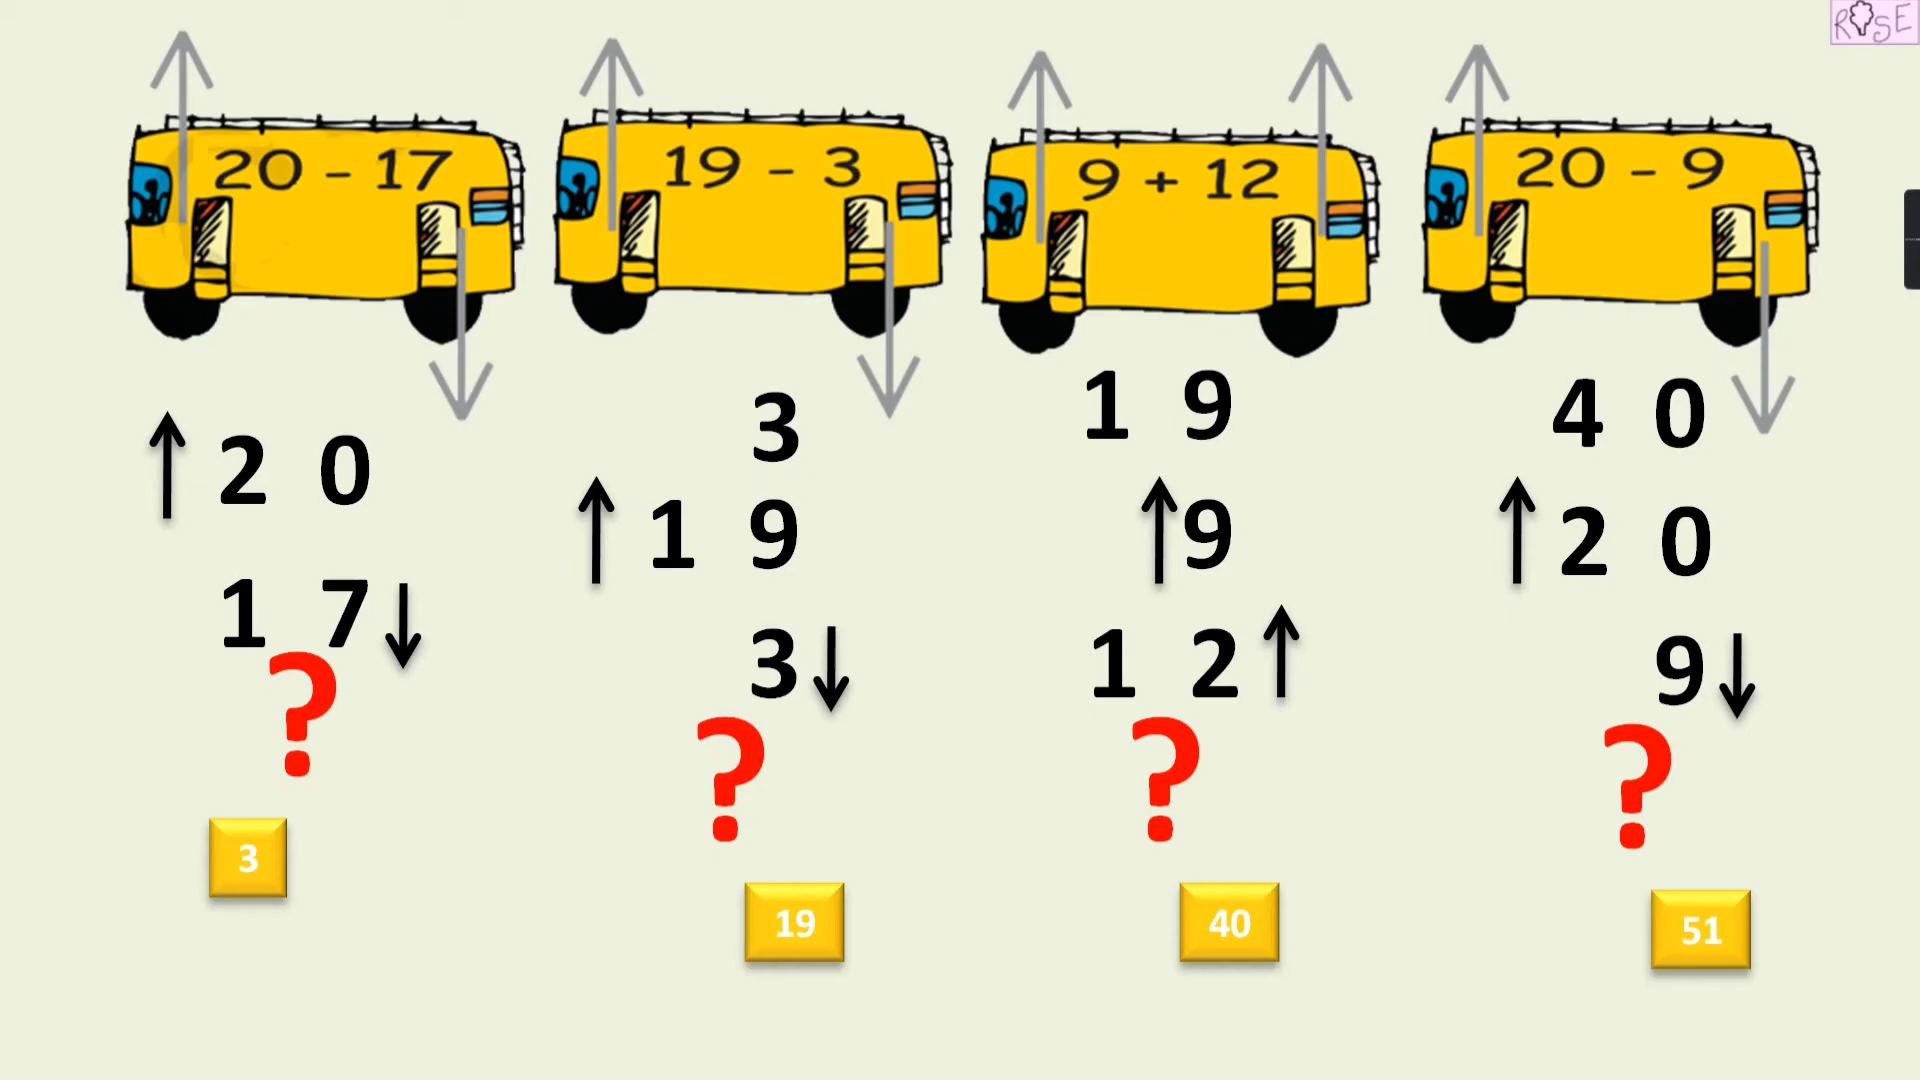 ROSE
20 - 17
19 - 3
9 + 12
20 - 9
↑ 2 0
1 7 ↓
?
3
3
↑ 1 9
3 ↓
?
19
1 9
↑ 9
1 2 ↑
?
40
4 0
↑ 2 0
9 ↓
?
51